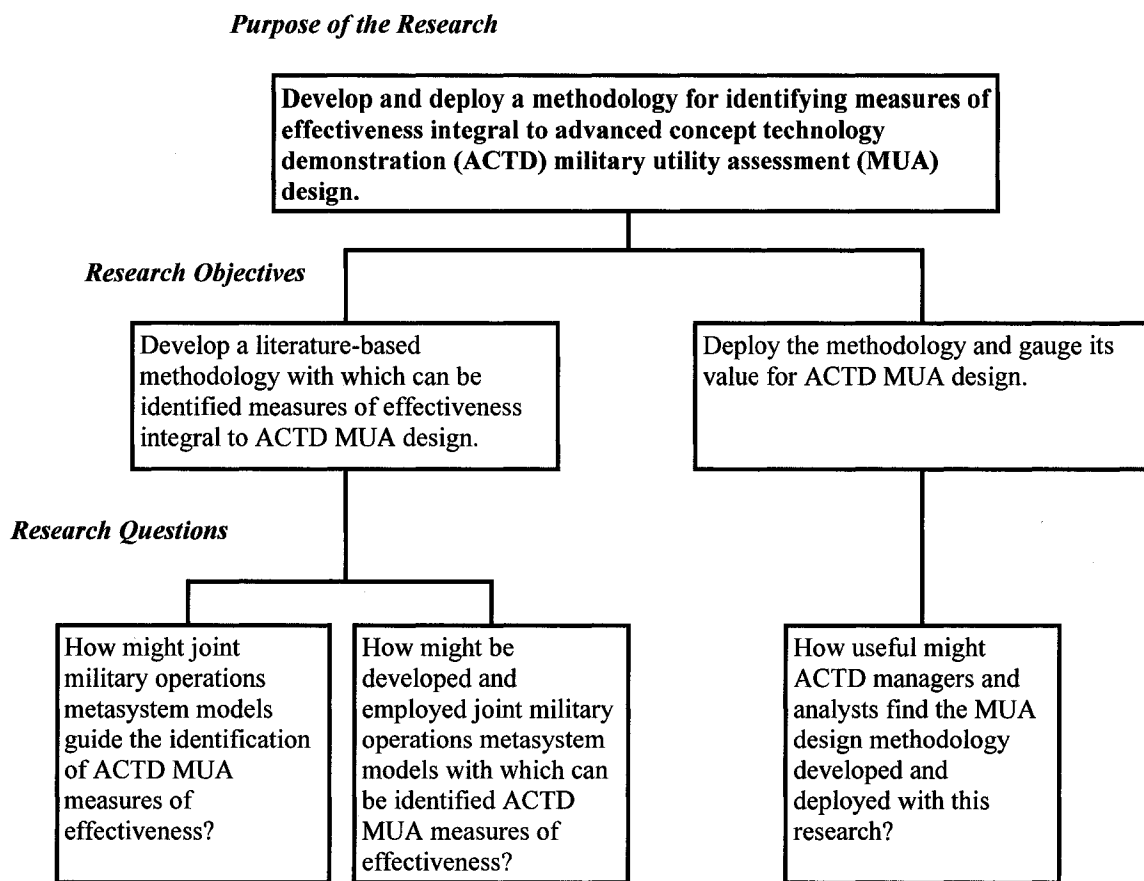 Purpose of the Research
Develop and deploy a methodology for identifying measures of
effectiveness integral to advanced concept technology
demonstration (ACTD) military utility assessment (MUA)
design.
Research Objectives
Develop a literature-based
methodology with which can be
identified measures of effectiveness
integral to ACTD MUA design.
Deploy the methodology and gauge its
value for ACTD MUA design.
Research Questions
How might joint
military operations
metasystem models
guide the identification
of ACTD MUA
measures of
effectiveness?
How might be
developed and
employed joint military
operations metasystem
models with which can
be identified ACTD
MUA measures of
effectiveness?
How useful might
ACTD managers and
analysts find the MUA
design methodology
developed and
deployed with this
research?